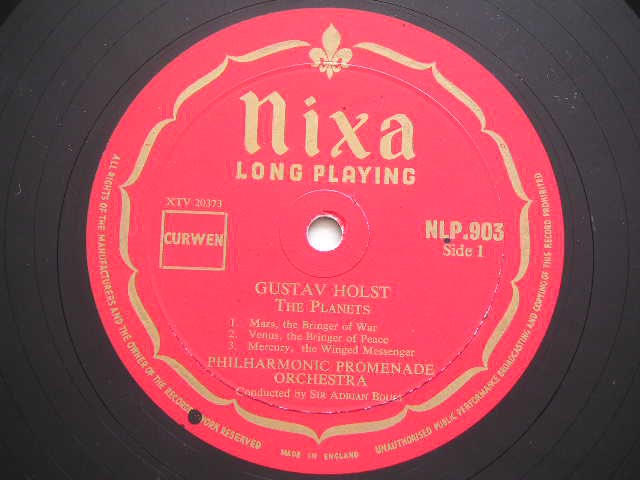 nixa
LONG PLAYING
XTV 20373
CURWEN
NLP.903
Side 1
GUSTAV HOLST
THE PLANETS
1. Mars, the Bringer of War
2. Venus, the Bringer of Peace
3. Mercury, the Winged Messenger
PHILHARMONIC PROMENADE
ORCHESTRA
Conducted by SIR ADRIAN BOULT
ALL RIGHTS OF THE MANUFACTURERS AND THE OWNER OF THE RECORDED WORK RESERVED
MADE IN ENGLAND
UNAUTHORISED PUBLIC PERFORMANCE BROADCASTING AND COPYING OF THIS RECORD PROHIBITED